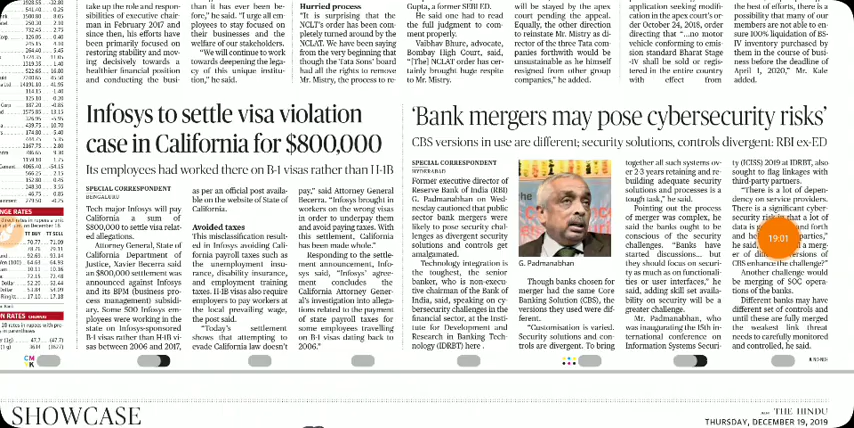 take up the role and respon-
sibilities of executive chair-
man in February 2017 and
since then, his efforts have
been primarily focused on
restoring stability and mov-
ing decisively towards a
healthier financial position
and conducting the busi-
than it has ever been be-
fore," he said. "I urge all em-
ployees to stay focused on
their businesses and the
welfare of our stakeholders.
"We will continue to work
towards deepening the lega-
cy of this unique institu-
tion," he said.
Hurried process
"It is surprising that the
NCLT's order has been com-
pletely turned around by the
NCLAT. We have been saying
from the very beginning that
though the Tata Sons' Board
had all the rights to remove
Mr. Mistry, the process re-
Gupta, a former SEBI ED.
He said one had to read
the full judgment to com-
ment properly.
Vaibhav Bhure, advocate,
Bombay High Court, said,
"[The] NCLAT order has cer-
tainly brought huge respite
to Mr. Mistry.
will be stayed by the apex
court pending the appeal.
Equally, the other direction
to reinstate Mr. Mistry as di-
rector of the three Tata com-
panies forthwith would be
unsustainable as he himself
resigned from other group
companies," he added.
application seeking modifi-
cation in the apex court's or-
der October 24, 2018, order
directing that "...no motor
vehicle conforming to emis-
sion standard Bharat Stage
-IV shall be sold or regis-
tered in the entire country
with effect from
the best of efforts, there is a
possibility that many of our
members are not able to en-
sure 100% liquidation of BS-
IV inventory purchased by
them in the course of busi-
ness before the deadline of
April 1, 2020," Mr. Kale
added.
Infosys to settle visa violation
case in California for $800,000
Its employees had worked there on B-1 visas rather than H-1B
SPECIAL CORRESPONDENT
BENGALURU
Tech major Infosys will pay
California a sum of
$800,000 to settle visa relat-
ed allegations.
Attorney General, State of
California Department of
Justice, Xavier Becerra said
an $800,000 settlement was
announced against Infosys
and its BPM (business pro-
cess management) subsidi-
ary. Some 500 Infosys em-
ployees were working in the
state on Infosys-sponsored
B-1 visas rather than H-1B vi-
sas between 2006 and 2017,
as per an official post availa-
ble on the website of State of
California.
Avoided taxes
This misclassification result-
ed in Infosys avoiding Cali-
fornia payroll taxes such as
the unemployment insu-
rance, disability insurance,
and employment training
taxes. H-1B visas also require
employers to pay workers at
the local prevailing wage,
the post said.
"Today's settlement
shows that attempting to
evade California law doesn't
pay," said Attorney General
Becerra. "Infosys brought in
workers on the wrong visas
in order to underpay them
and avoid paying taxes. With
this settlement, California
has been made whole."
Responding to the settle-
ment announcement, Info-
sys said, "Infosys' agree-
ment concludes the
California Attorney Gener-
al's investigation into allega-
tions related to the payment
of state payroll taxes for
some employees travelling
on B-1 visas dating back to
2006."
'Bank mergers may pose cybersecurity risks'
CBS versions in use are different; security solutions, controls divergent: RBI ex-ED
SPECIAL CORRESPONDENT
HYDERABAD
Former executive director of
Reserve Bank of India (RBI)
G. Padmanabhan on Wed-
nesday cautioned that public
sector bank mergers were
likely to pose security chal-
lenges as divergent security
solutions and controls get
amalgamated.
Technology integration is
the toughest, the senior
banker, who is non-execu-
tive chairman of the Bank of
India, said, speaking on cy-
bersecurity challenges in the
financial sector, at the Insti-
tute for Development and
Research in Banking Tech-
nology (IDRBT) here .
G. Padmanabhan
Though banks chosen for
merger had the same Core
Banking Solution (CBS), the
versions they used were dif-
ferent.
"Customisation is varied.
Security solutions and con-
trols are divergent. To bring
together all such systems ov-
er 2-3 years retaining and re-
building adequate security
solutions and processes is a
tough task," he said.
Pointing out the process
of merger was complex, he
said the banks ought to be
conscious of the security
challenges. "Banks have
started discussions... but
they should focus on securi-
ty as much as on functionali-
ties or user interfaces," he
said, adding skill set availa-
bility on security will be a
greater challenge.
Mr. Padmanabhan, who
was inaugurating the 15th in-
ternational conference on
Information Systems Securi-
ty (ICISS) 2019 at IDRBT, also
sought to flag linkages with
third-party partners.
"There is a lot of depen-
dency on service providers.
There is a significant cyber-
security risk in that a lot of
data is and forth
and parties,"
he said. a merg-
er of versions of
CBS enhances the challenge?"
Another challenge would
be merging of SOC opera-
tions of the banks.
Different banks may have
different set of controls and
until these are fully merged
the weakest link threat
needs to carefully monitored
and controlled, he said.
19:01
CMYK
SHOWCASE
THE HINDU
THURSDAY, DECEMBER 19, 2019